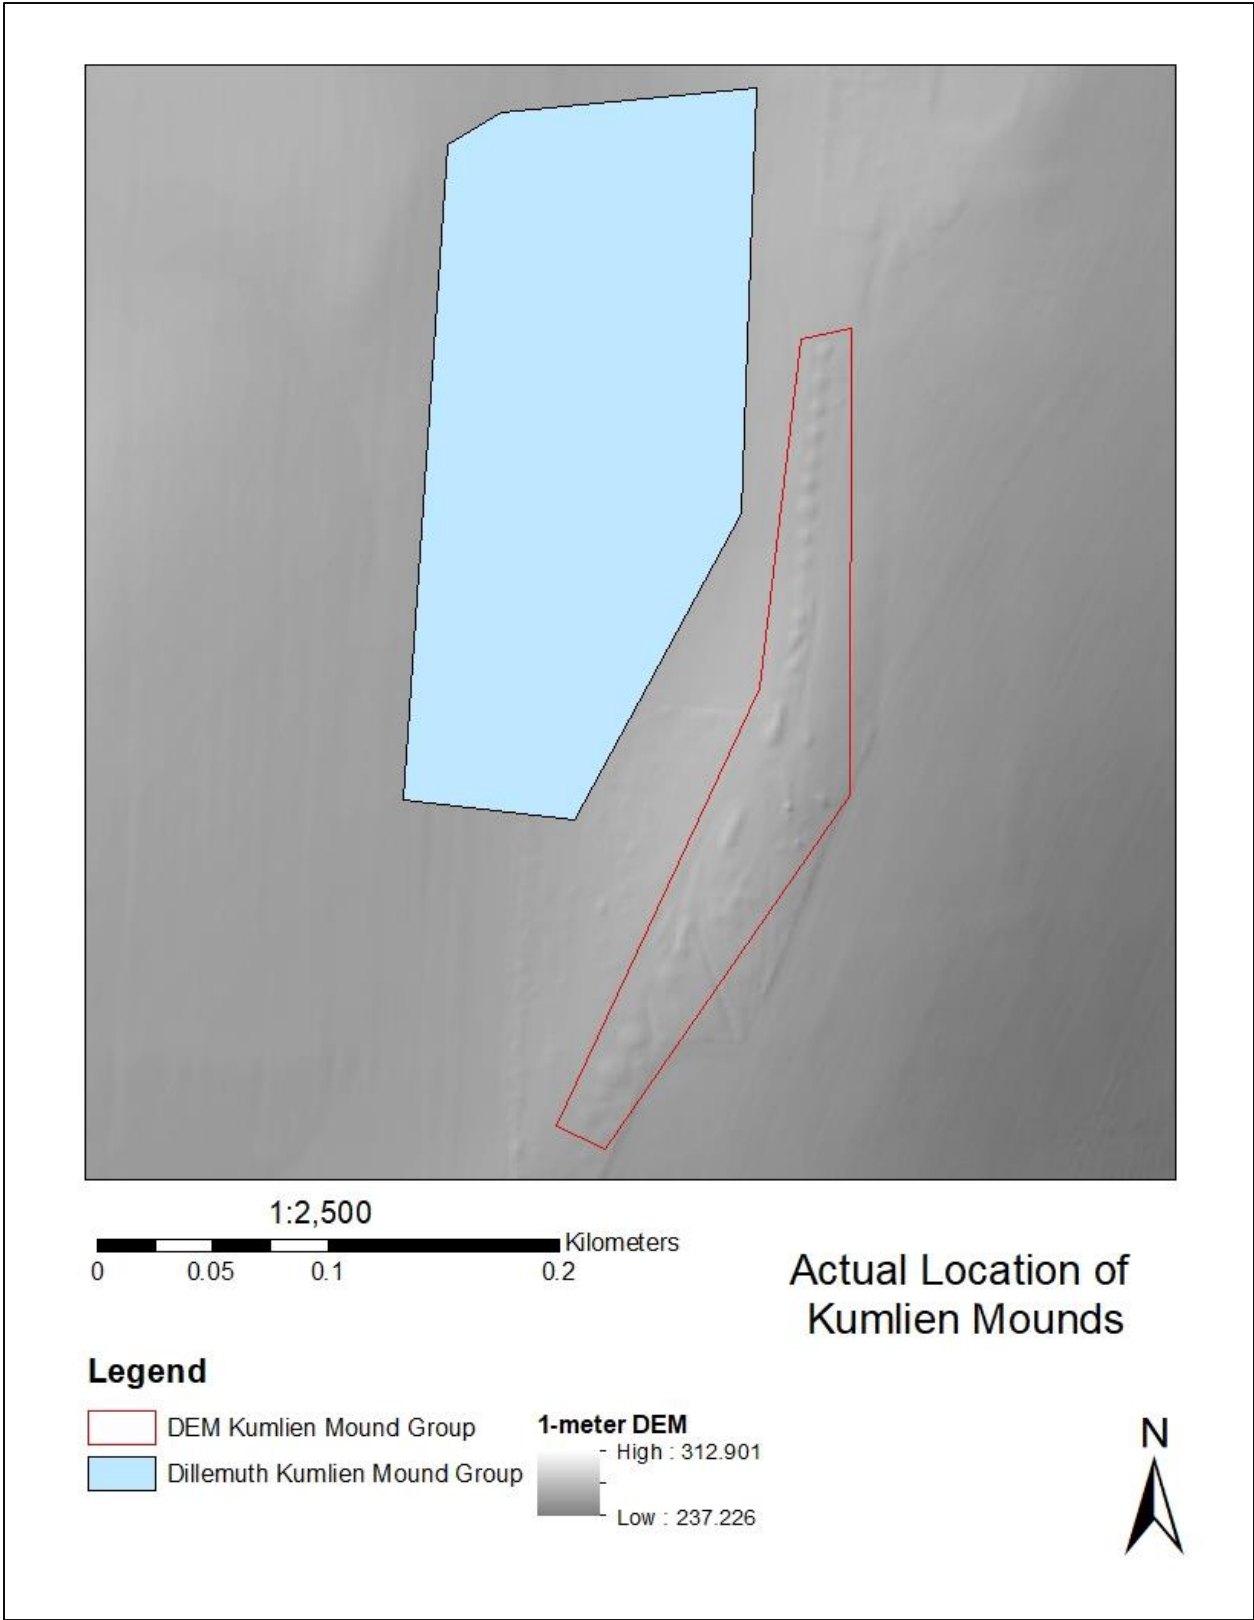 1:2,500
Kilometers
0 0.05 0.1 0.2
Actual Location of
Kumlien Mounds
Legend
DEM Kumlien Mound Group
Dillemuth Kumlien Mound Group
1-meter DEM
High : 312.901
Low : 237.226
N